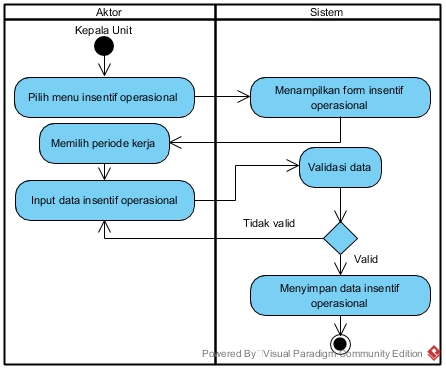 Aktor
Sistem
Kepala Unit
Pilih menu insentif operasional
Menampilkan form insentif
operasional
Memilih periode kerja
Validasi data
Input data insentif operasional
Tidak valid
Valid
Menyimpan data insentif
operasional
Powered By Visual Paradigm Community Edition